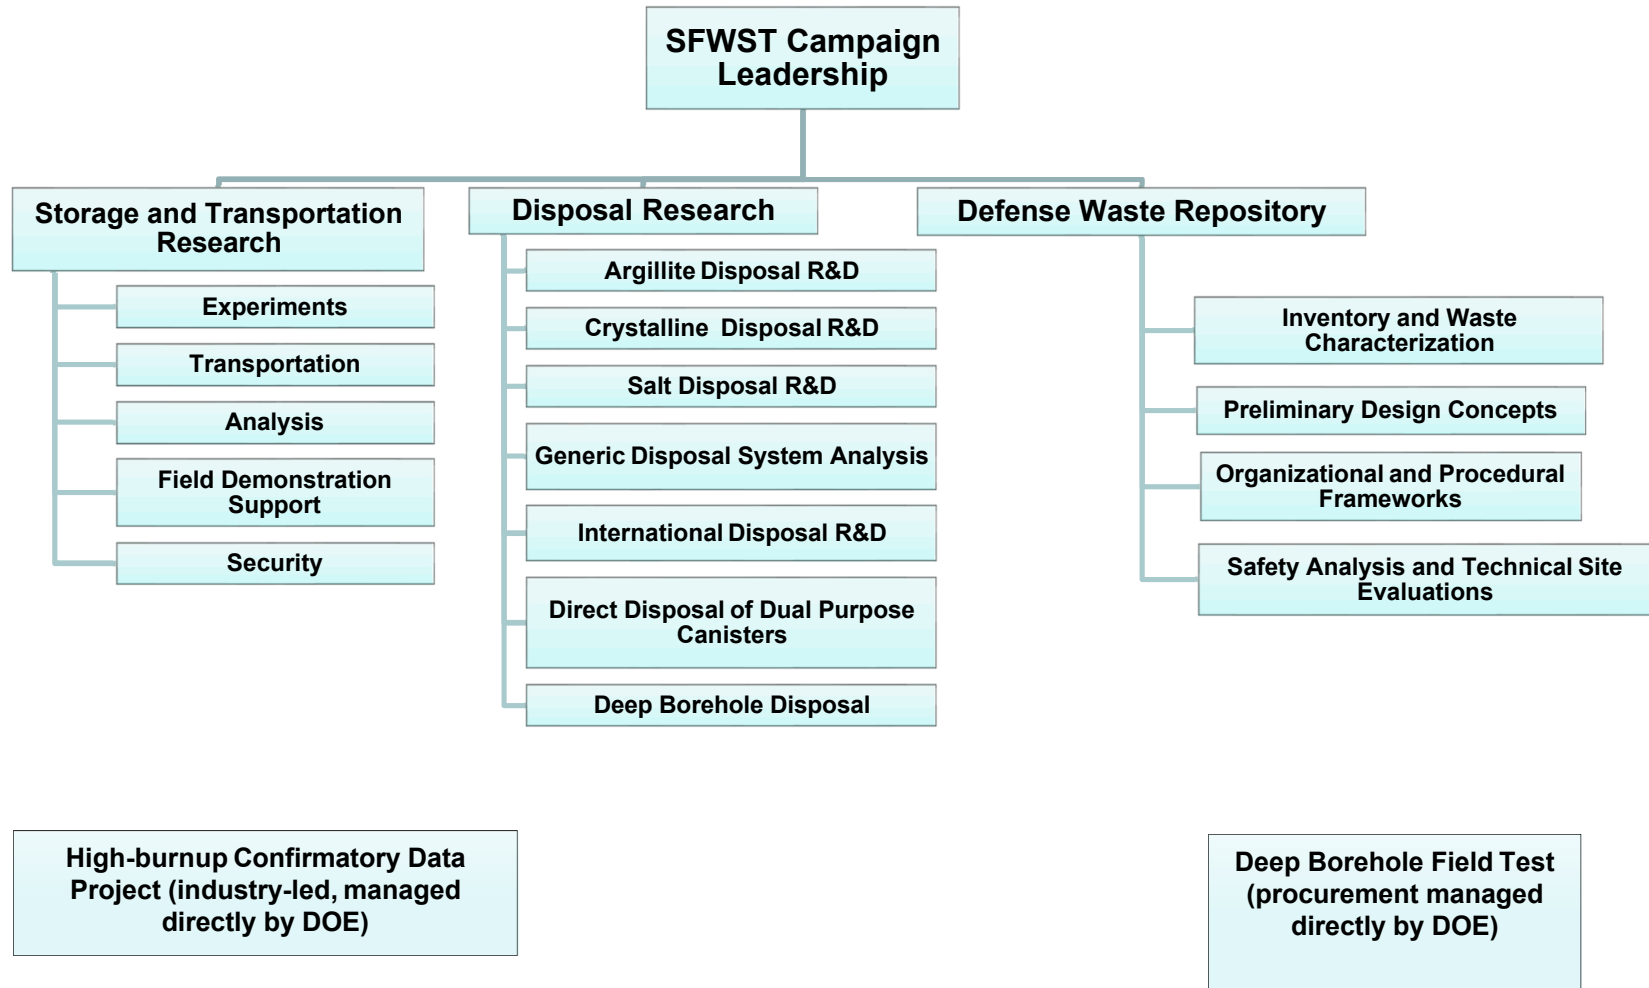 SFWST Campaign
Leadership
Storage and Transportation
Research
Experiments
Transportation
Analysis
Field Demonstration
Support
Security
Disposal Research
Argillite Disposal R&D
Crystalline Disposal R&D
Salt Disposal R&D
Generic Disposal System Analysis
International Disposal R&D
Direct Disposal of Dual Purpose
Canisters
Deep Borehole Disposal
Defense Waste Repository
Inventory and Waste
Characterization
Preliminary Design Concepts
Organizational and Procedural
Frameworks
Safety Analysis and Technical Site
Evaluations
High-burnup Confirmatory Data
Project (industry-led, managed
directly by DOE)
Deep Borehole Field Test
(procurement managed
directly by DOE)